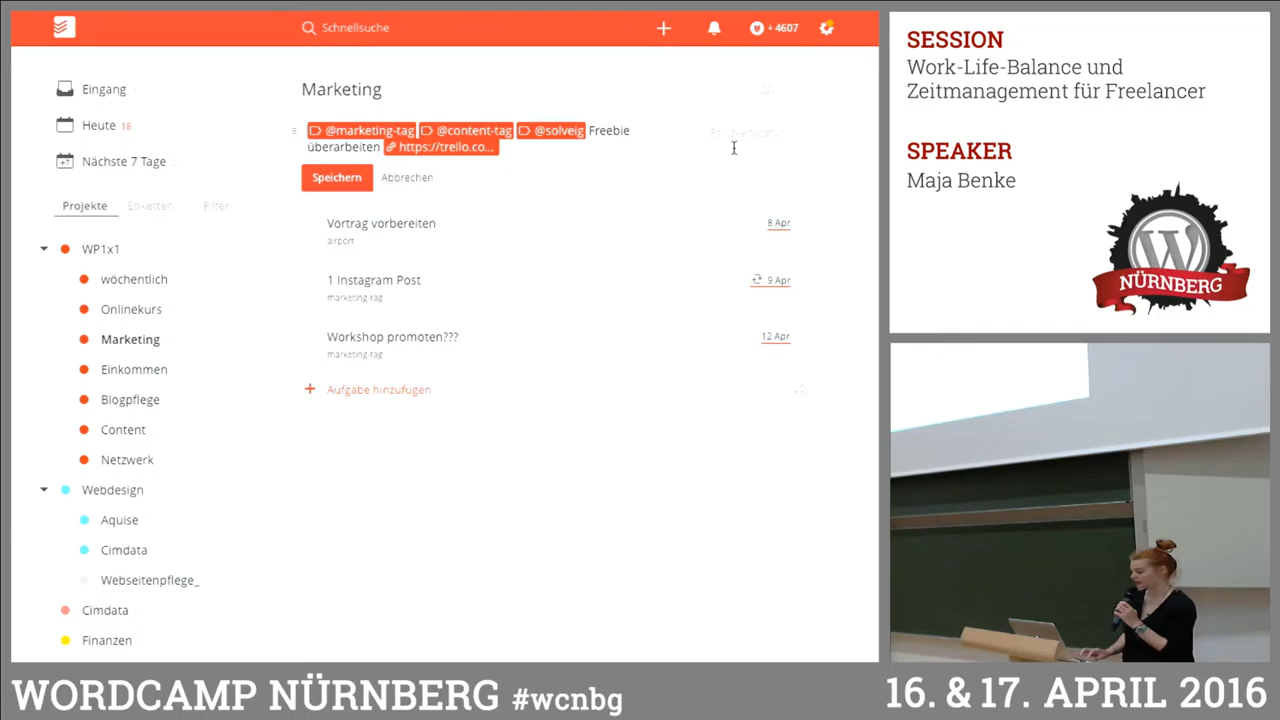 Schnellsuche
+4607
Eingang
Heute 18
Nächste 7 Tage
Projekte
Etiketten
Filter
WP1x1
wöchentlich
Onlinekurs
Marketing
Einkommen
Blogpflege
Content
Netzwerk
Webdesign
Aquise
Cimdata
Webseitenpflege_
Cimdata
Finanzen
Marketing
@marketing-tag @content-tag @solveig Freebie
überarbeiten https://trello.co...
Speichern
Abbrechen
Vortrag vorbereiten
8 Apr
airport
1 Instagram Post
9 Apr
marketing-tag
Workshop promoten???
12 Apr
marketing-tag
+ Aufgabe hinzufügen
SESSION
Work-Life-Balance und
Zeitmanagement für Freelancer
SPEAKER
Maja Benke
W
NÜRNBERG
WORDCAMP NÜRNBERG #wcnbg
16. & 17. APRIL 2016